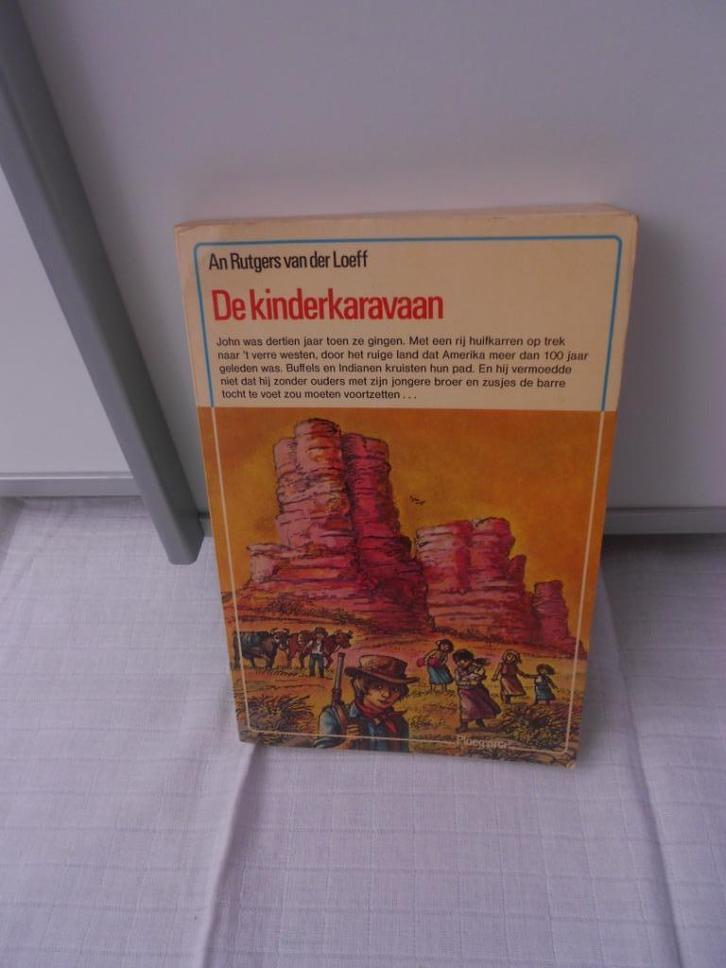 An Rutgers van der Loeff
De kinderkaravaan
John was dertien jaar toen ze gingen. Met een rij huifkarren op trek
naar 't verre westen, door het ruige land dat Amerika meer dan 100 jaar
geleden was. Buffels en Indianen kruisten hun pad. En hij vermoedde
niet dat hij zonder ouders met zijn jongere broer en zusjes de barre
tocht te voet zou moeten voortzetten . . .